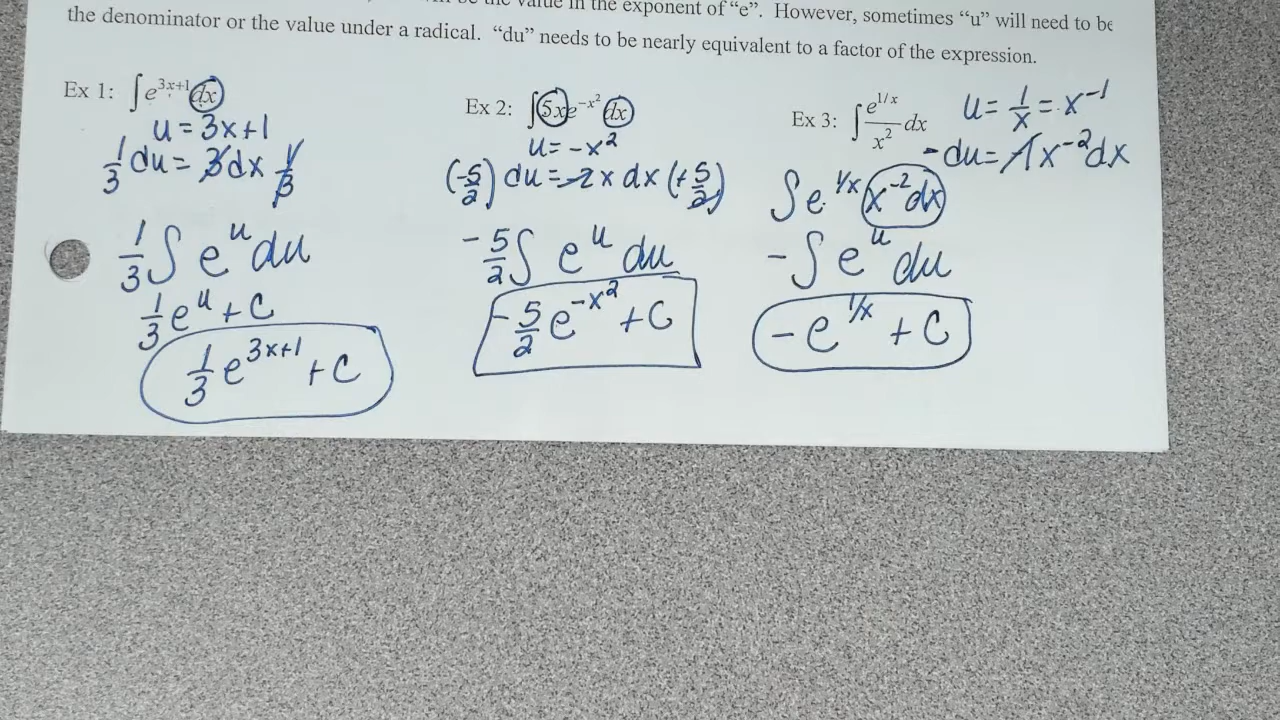 the value in the exponent of “e”. However, sometimes “u” will need to be
the denominator or the value under a radical. “du” needs to be nearly equivalent to a factor of the expression.
Ex 1: ∫e^{3x+1}dx
u = 3x+1
1/3 du = 3dx 1/3
1/3 ∫ e^u du
1/3 e^u + C
1/3 e^{3x+1} + C
Ex 2: ∫5xe^{-x^2}dx
u = -x^2
(-5/2) du = -2x dx (+5/2)
-5/2 ∫ e^u du
-5/2 e^{-x^2} + C
Ex 3: ∫ e^{1/x}/x^2 dx
u = 1/x = x^{-1}
-du = -1x^{-2}dx
∫e^{1/x}(x^{-2}dx)
-∫e^u du
-e^{1/x} + C